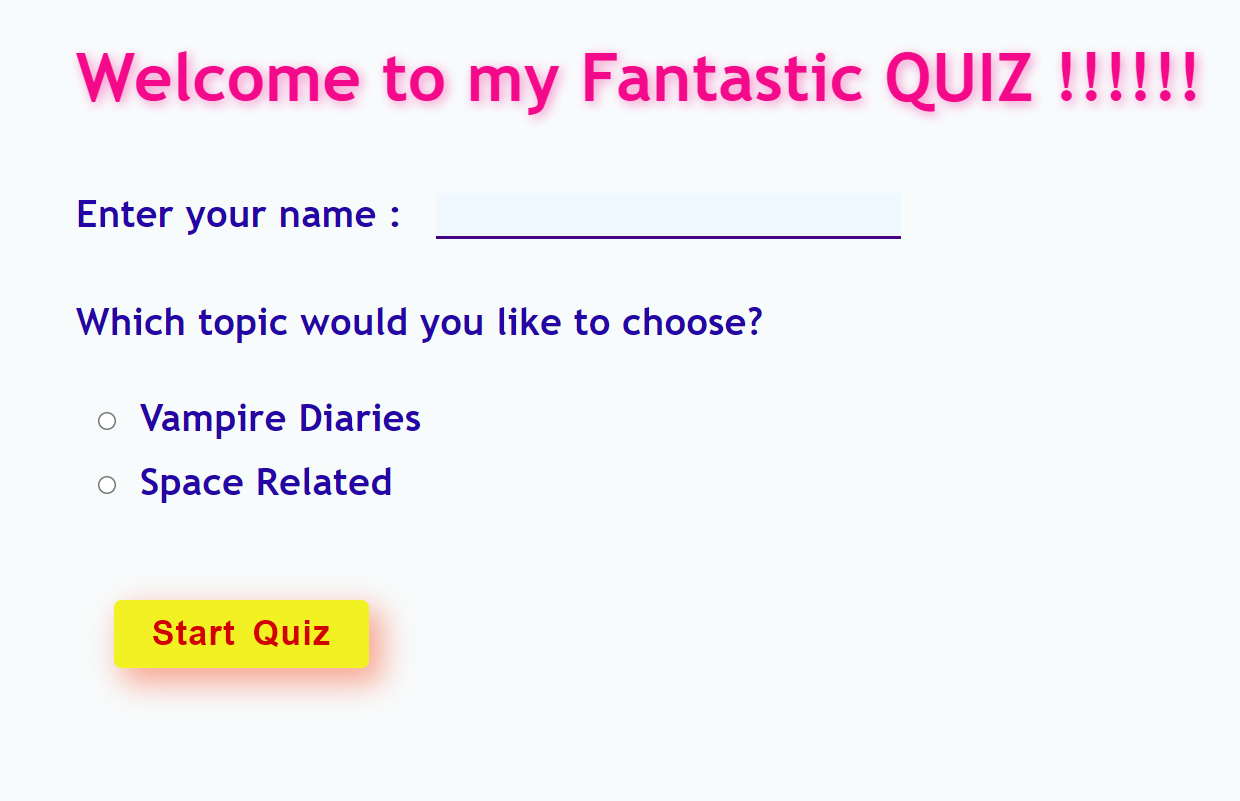 Welcome to my Fantastic QUIZ !!!!!!
Enter your name :
Which topic would you like to choose?
Vampire Diaries
Space Related
Start Quiz